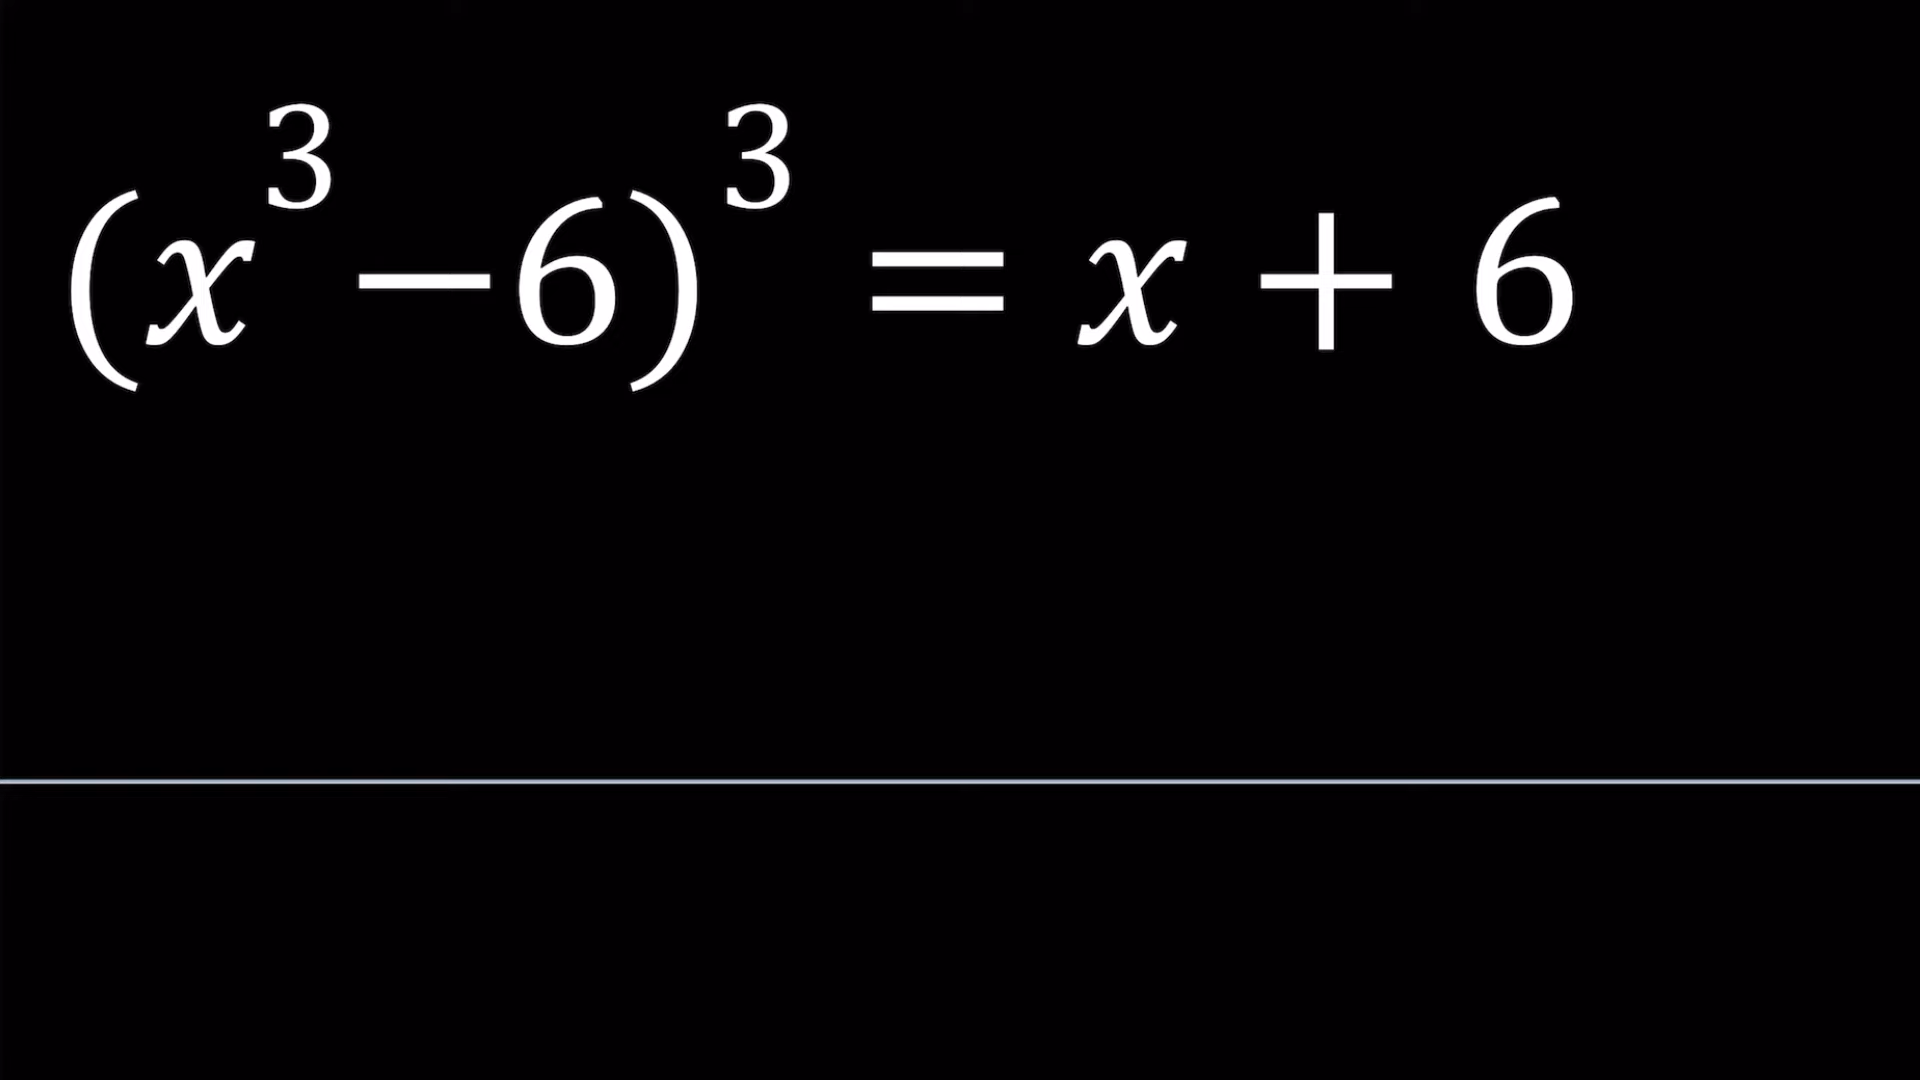 (x³−6)³ = x + 6